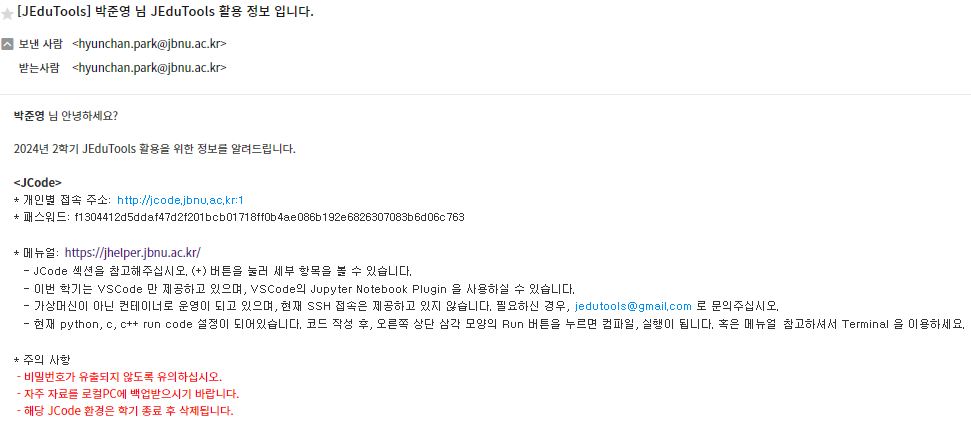 [JEduTools] 박준영 님 JEduTools 활용 정보 입니다.
보낸 사람 <hyunchan.park@jbnu.ac.kr>
받는사람 <hyunchan.park@jbnu.ac.kr>
박준영 님 안녕하세요?
2024년 2학기 JEduTools 활용을 위한 정보를 알려드립니다.
<JCode>
* 개인별 접속 주소: http://jcode.jbnu.ac.kr:1
* 패스워드: f1304412d5ddaf47d2f201bcb01718ff0b4ae086b192e6826307083b6d06c763
* 메뉴얼: https://jhelper.jbnu.ac.kr/
- JCode 섹션을 참고해주십시오. (+) 버튼을 눌러 세부 항목을 볼 수 있습니다.
- 이번 학기는 VSCode 만 제공하고 있으며, VSCode의 Jupyter Notebook Plugin 을 사용하실 수 있습니다.
- 가상머신이 아닌 컨테이너로 운영이 되고 있으며, 현재 SSH 접속은 제공하고 있지 않습니다. 필요하신 경우, jedutools@gmail.com 로 문의주십시오.
- 현재 python, c, c++ run code 설정이 되어있습니다. 코드 작성 후, 오른쪽 상단 삼각 모양의 Run 버튼을 누르면 컴파일, 실행이 됩니다. 혹은 메뉴얼 참고하셔서 Terminal 을 이용하세요.
* 주의 사항
- 비밀번호가 유출되지 않도록 유의하십시오.
- 자주 자료를 로컬PC에 백업받으시기 바랍니다.
- 해당 JCode 환경은 학기 종료 후 삭제됩니다.